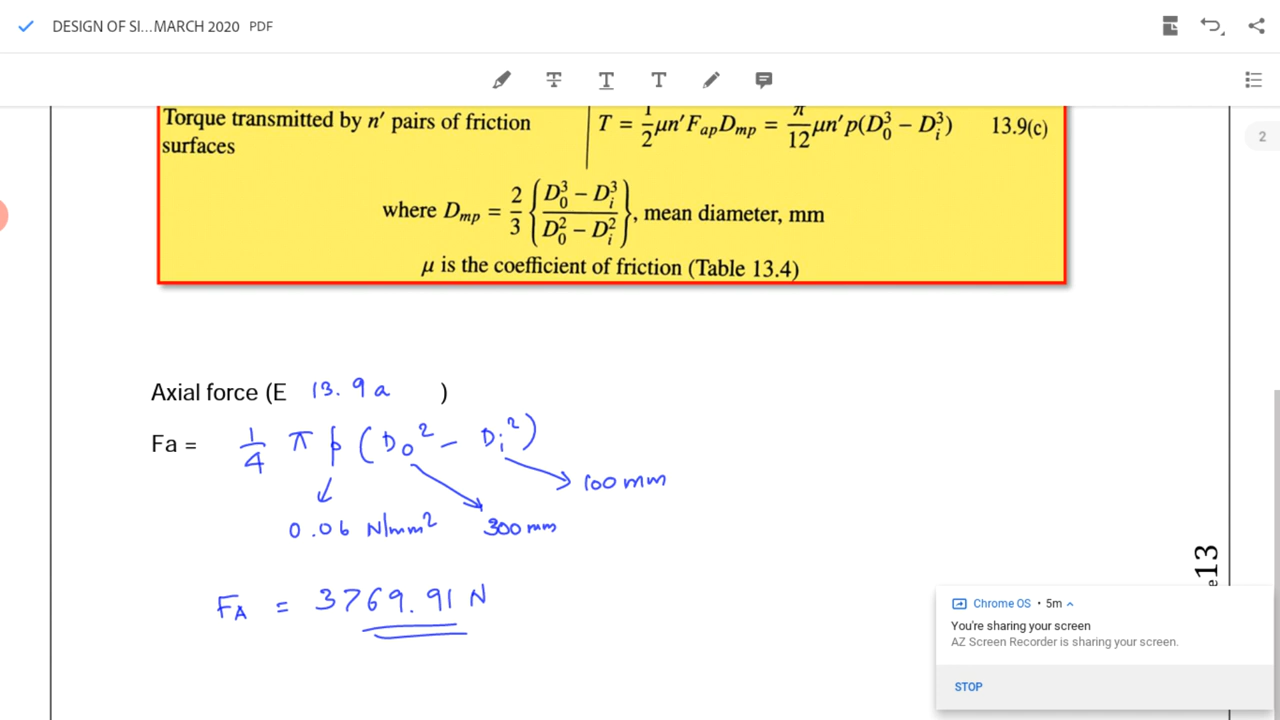 DESIGN OF SI...MARCH 2020 PDF
2
Torque transmitted by n′ pairs of friction surfaces
T = 1/2 μn′F_ap D_mp = π/12 μn′p(D_0^3 − D_i^3) 13.9(c)
where D_mp = 2/3 {(D_0^3 − D_i^3)/(D_0^2 − D_i^2)}, mean diameter, mm
μ is the coefficient of friction (Table 13.4)
Axial force (E 13.9a )
Fa = 1/4 π p (Do^2 − Di^2)
100 mm
0.06 N/mm^2 300 mm
F_A = 3769.91 N
e13
Chrome OS • 5m
You're sharing your screen
AZ Screen Recorder is sharing your screen.
STOP